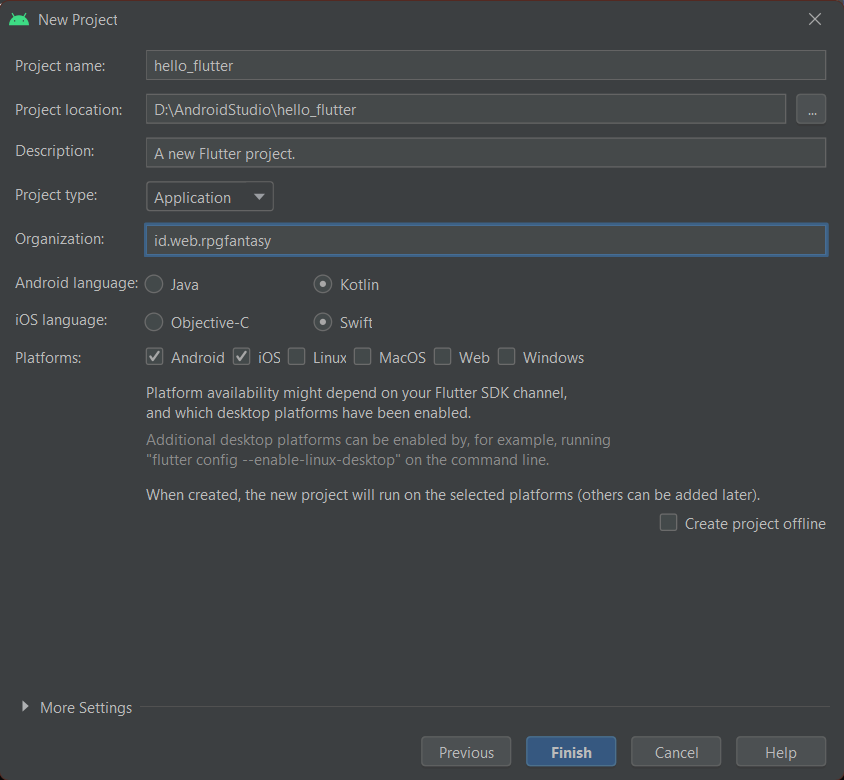 New Project
Project name: hello_flutter
Project location: D:\AndroidStudio\hello_flutter ...
Description: A new Flutter project.
Project type: Application
Organization: id.web.rpgfantasy
Android language: Java Kotlin
iOS language: Objective-C Swift
Platforms: Android iOS Linux MacOS Web Windows
Platform availability might depend on your Flutter SDK channel,
and which desktop platforms have been enabled.
Additional desktop platforms can be enabled by, for example, running
"flutter config --enable-linux-desktop" on the command line.
When created, the new project will run on the selected platforms (others can be added later).
Create project offline
More Settings
Previous Finish Cancel Help